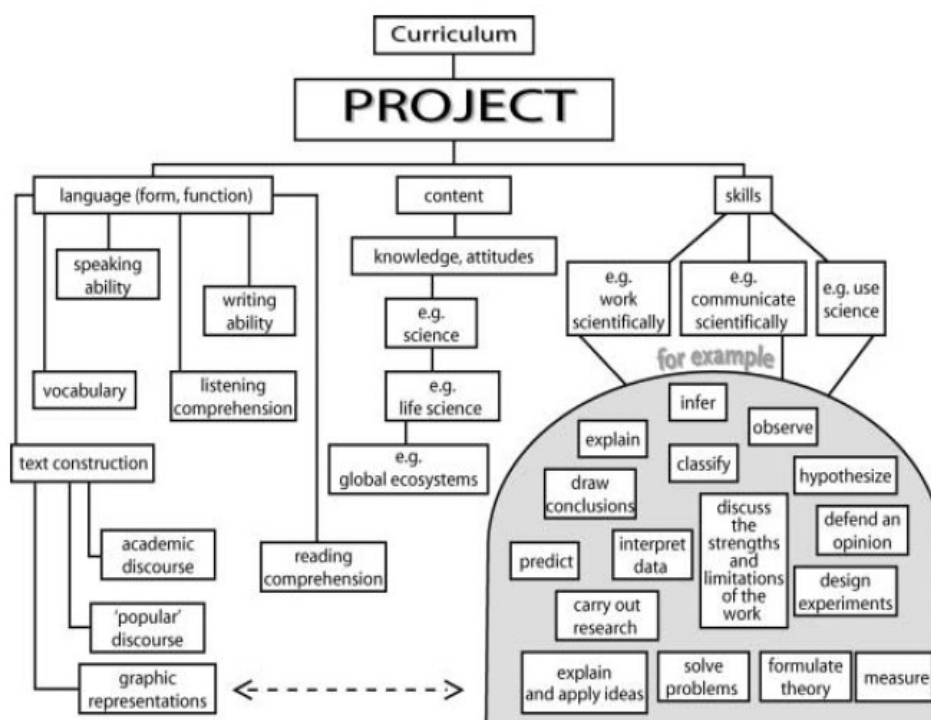 Curriculum
PROJECT
language (form, function)
content
skills
speaking
ability
writing
ability
vocabulary
listening
comprehension
text construction
academic
discourse
'popular'
discourse
graphic
representations
reading
comprehension
knowledge, attitudes
e.g.
science
e.g.
life science
e.g.
global ecosystems
e.g.
work
scientifically
e.g.
communicate
scientifically
e.g. use
science
for example
infer
observe
explain
classify
hypothesize
draw
conclusions
discuss
the
strengths
and
limitations
of the
work
defend an
opinion
predict
interpret
data
design
experiments
carry out
research
explain
and apply ideas
solve
problems
formulate
theory
measure